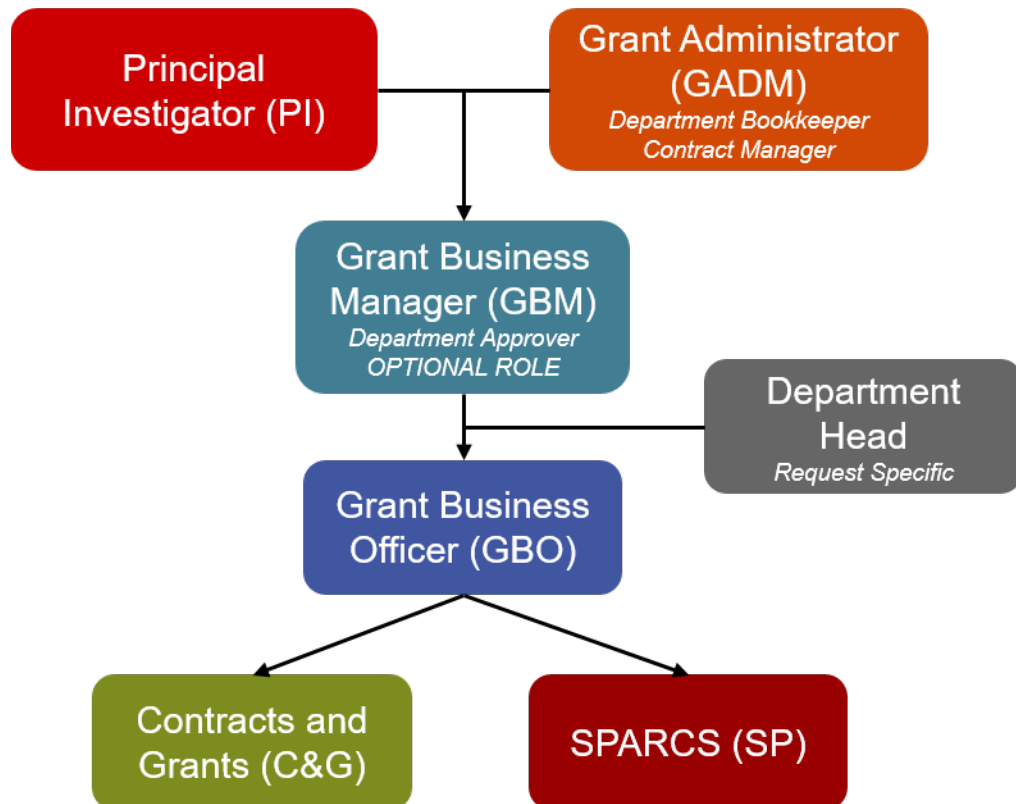 Principal
Investigator (PI)
Grant Administrator
(GADM)
Department Bookkeeper
Contract Manager
Grant Business
Manager (GBM)
Department Approver
OPTIONAL ROLE
Department
Head
Request Specific
Grant Business
Officer (GBO)
Contracts and
Grants (C&G)
SPARCS (SP)